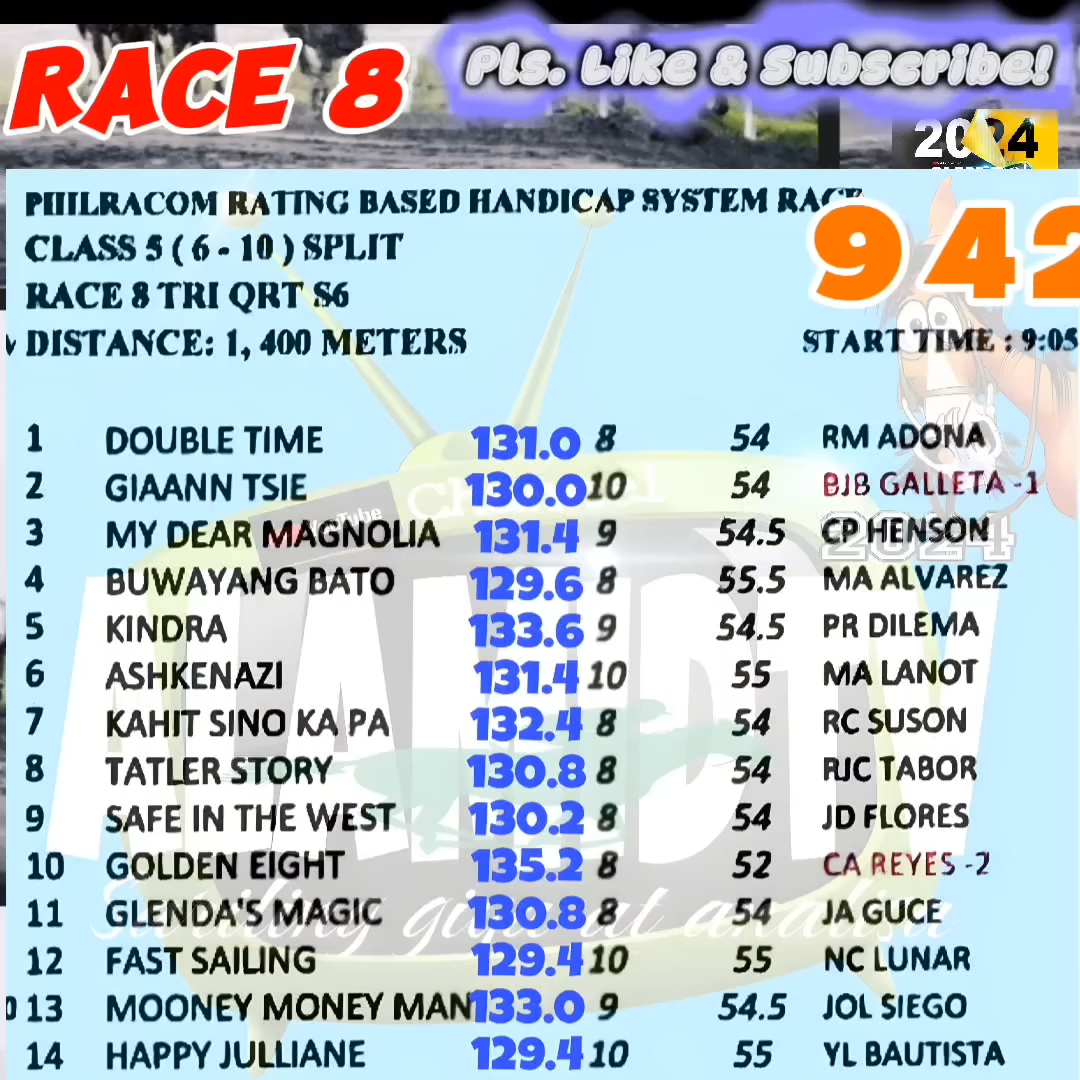 RACE 8
Pls. Like & Subscribe!
2024
PHILRACOM RATING BASED HANDICAP SYSTEM RACE
942
CLASS 5 ( 6 - 10 ) SPLIT
RACE 8 TRI QRT S6
DISTANCE: 1, 400 METERS START TIME : 9:05
1 DOUBLE TIME 131.0 8 54 RM ADONA
2 GIAANN TSIE 130.0 10 54 BJB GALLETA -1
YouTube
2024
3 MY DEAR MAGNOLIA 131.4 9 54.5 CP HENSON
4 BUWAYANG BATO 129.6 8 55.5 MA ALVAREZ
5 KINDRA 133.6 9 54.5 PR DILEMA
6 ASHKENAZI 131.4 10 55 MA LANOT
ALAMDTV
7 KAHIT SINO KA PA 132.4 8 54 RC SUSON
8 TATLER STORY 130.8 8 54 RJC TABOR
9 SAFE IN THE WEST 130.2 8 54 JD FLORES
10 GOLDEN EIGHT 135.2 8 52 CA REYES -2
11 GLENDA'S MAGIC 130.8 8 54 JA GUCE
12 FAST SAILING 129.4 10 55 NC LUNAR
13 MOONEY MONEY MAN 133.0 9 54.5 JOL SIEGO
14 HAPPY JULLIANE 129.4 10 55 YL BAUTISTA